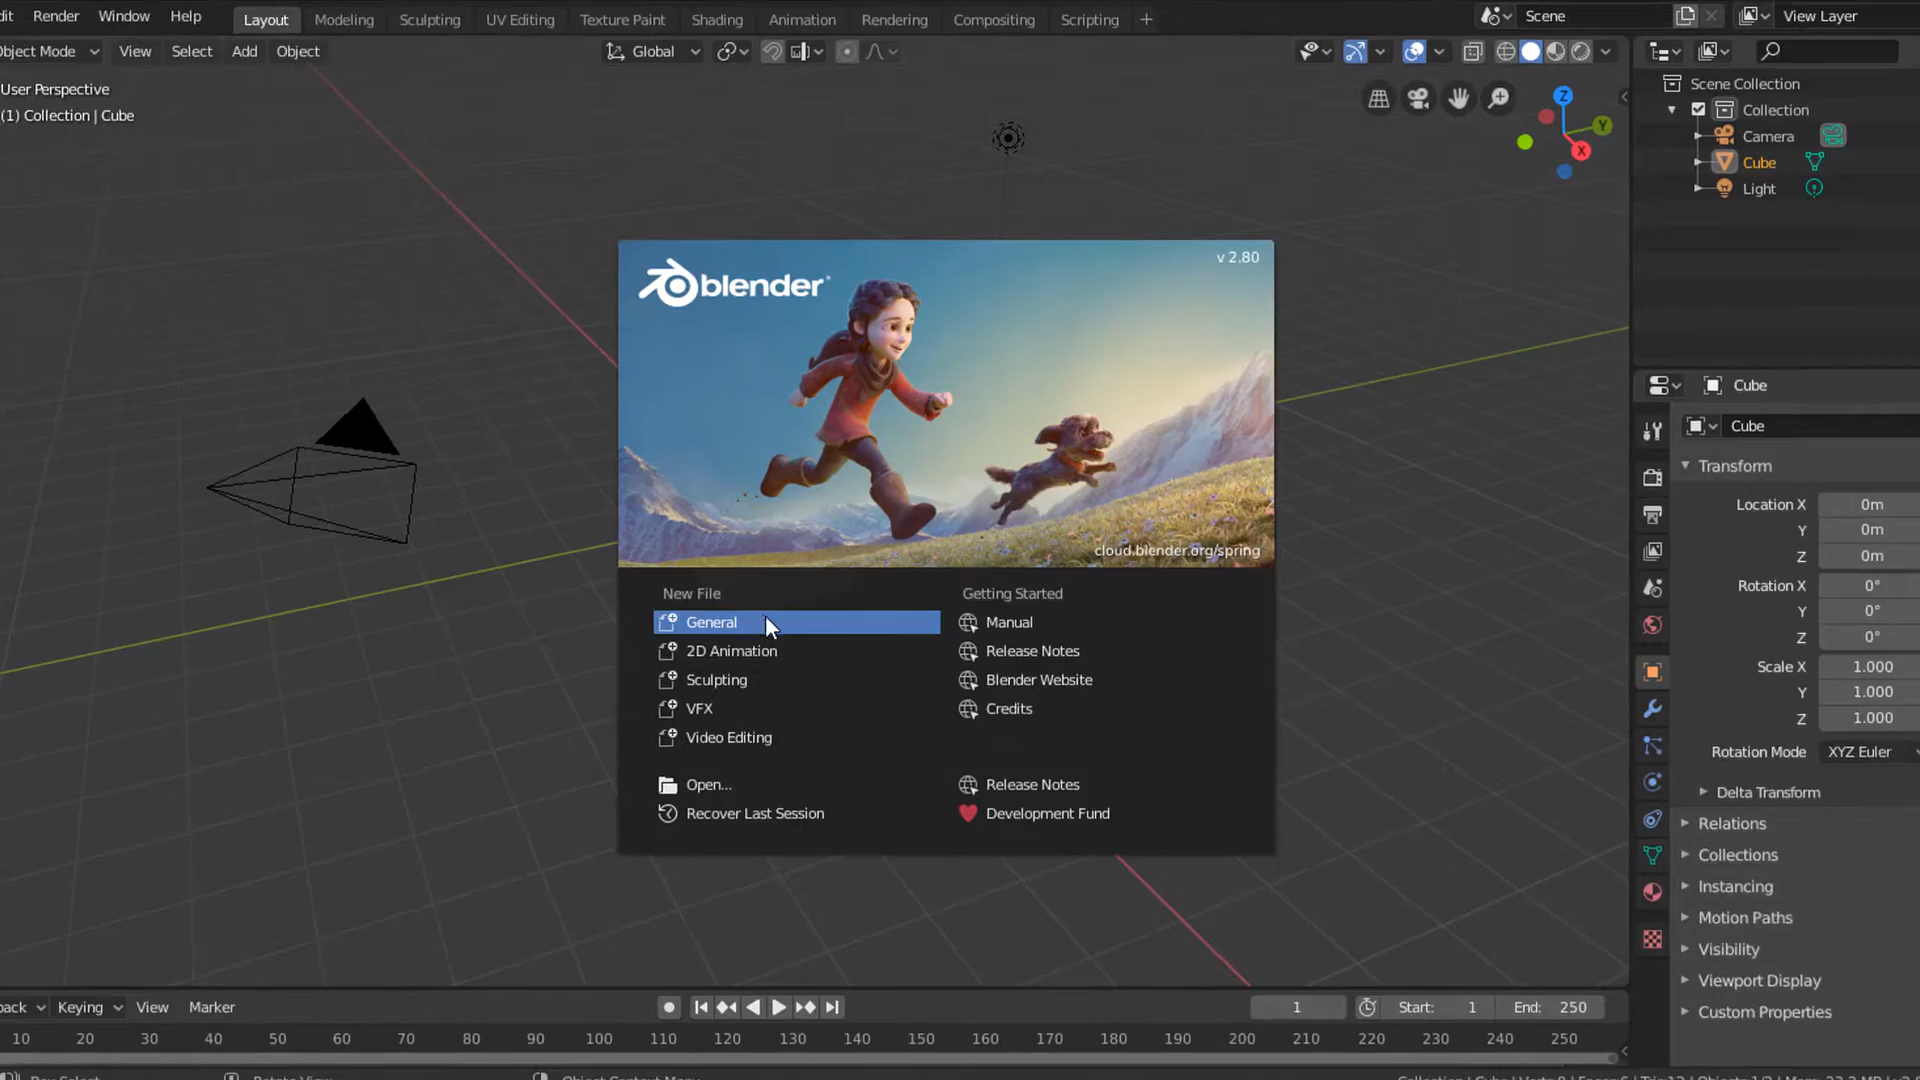 dit Render Window Help Layout Modeling Sculpting UV Editing Texture Paint Shading Animation Rendering Compositing Scripting + Scene View Layer
Object Mode View Select Add Object Global
User Perspective
(1) Collection | Cube
Z
Y
X
Scene Collection
Collection
Camera
Cube
Light
blender
v 2.80
cloud.blender.org/spring
New File
General
2D Animation
Sculpting
VFX
Video Editing
Open...
Recover Last Session
Getting Started
Manual
Release Notes
Blender Website
Credits
Release Notes
Development Fund
Cube
Cube
Transform
Location X 0m
Y 0m
Z 0m
Rotation X 0°
Y 0°
Z 0°
Scale X 1.000
Y 1.000
Z 1.000
Rotation Mode XYZ Euler
Delta Transform
Relations
Collections
Instancing
Motion Paths
Visibility
Viewport Display
Custom Properties
back Keying View Marker 1 Start: 1 End: 250
10 20 30 40 50 60 70 80 90 100 110 120 130 140 150 160 170 180 190 200 210 220 230 240 250